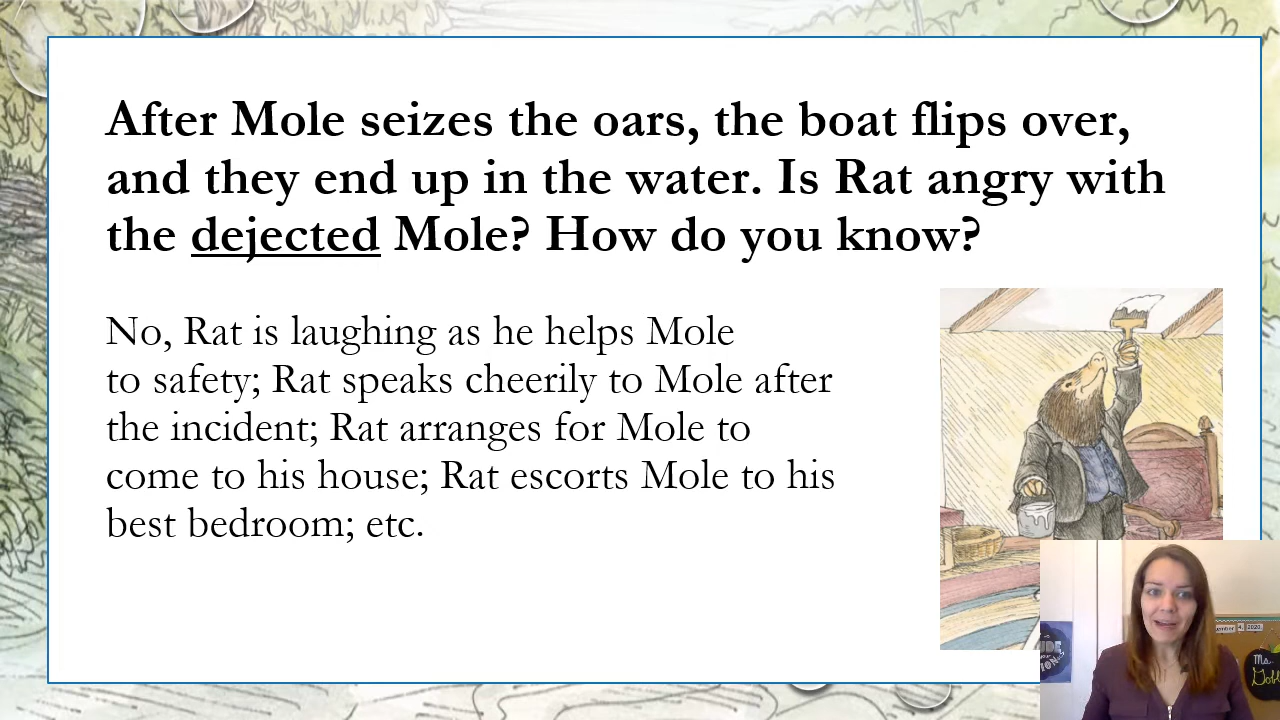 After Mole seizes the oars, the boat flips over,
and they end up in the water. Is Rat angry with
the dejected Mole? How do you know?
No, Rat is laughing as he helps Mole
to safety; Rat speaks cheerily to Mole after
the incident; Rat arranges for Mole to
come to his house; Rat escorts Mole to his
best bedroom; etc.
2020
Ms.